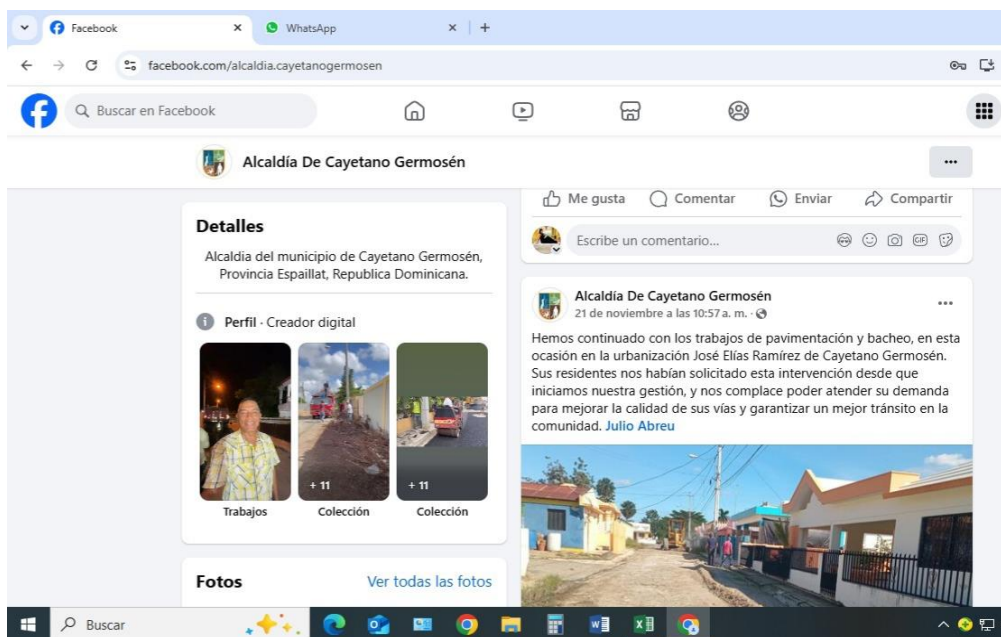 Facebook
WhatsApp
facebook.com/alcaldia.cayetanogermosen
Buscar en Facebook
Alcaldía De Cayetano Germosén
Detalles
Alcaldia del municipio de Cayetano Germosén,
Provincia Espaillat, Republica Dominicana.
Perfil · Creador digital
+ 11
+ 11
Trabajos
Colección
Colección
Fotos
Ver todas las fotos
Me gusta
Comentar
Enviar
Compartir
Escribe un comentario...
GIF
Alcaldía De Cayetano Germosén
21 de noviembre a las 10:57 a. m. ·
Hemos continuado con los trabajos de pavimentación y bacheo, en esta
ocasión en la urbanización José Elías Ramírez de Cayetano Germosén.
Sus residentes nos habían solicitado esta intervención desde que
iniciamos nuestra gestión, y nos complace poder atender su demanda
para mejorar la calidad de sus vías y garantizar un mejor tránsito en la
comunidad. Julio Abreu
Buscar